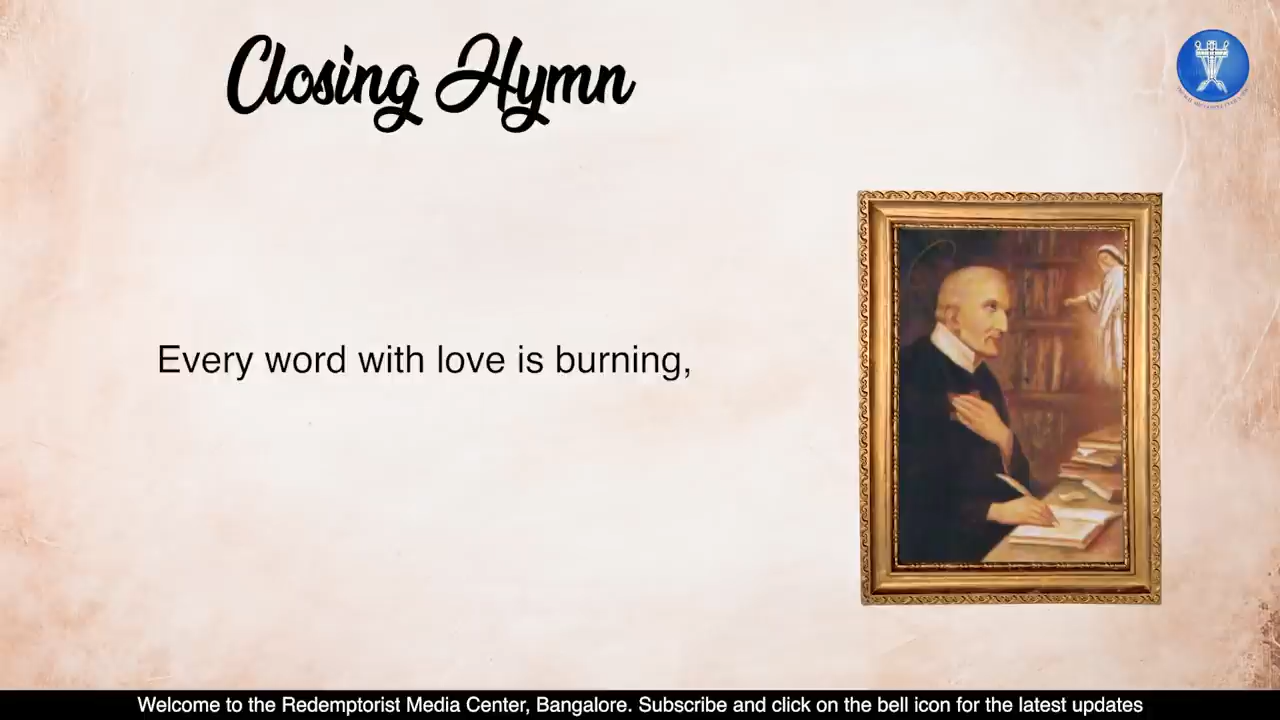 Closing Hymn
Every word with love is burning,
Welcome to the Redemptorist Media Center, Bangalore. Subscribe and click on the bell icon for the latest updates